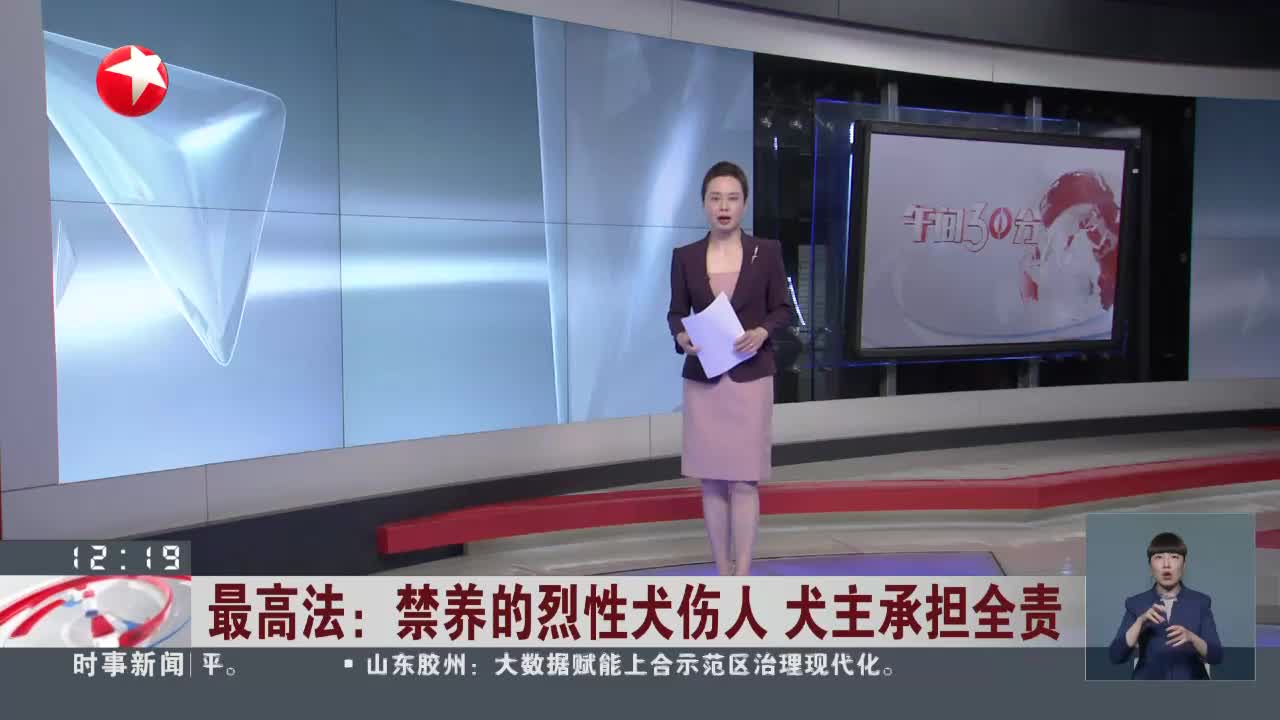 午间30分
12:19
最高法：禁养的烈性犬伤人 犬主承担全责
时事新闻 平。 ▪ 山东胶州：大数据赋能上合示范区治理现代化。